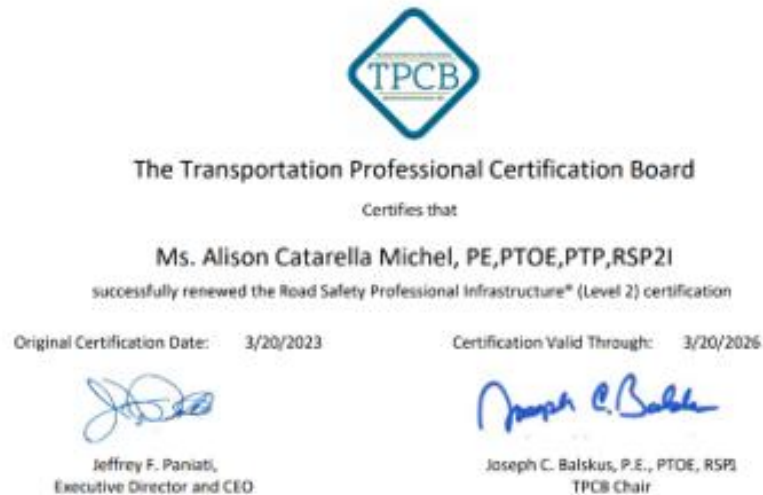 TPCB
The Transportation Professional Certification Board
Certifies that
Ms. Alison Catarella Michel, PE,PTOE,PTP,RSP2I
successfully renewed the Road Safety Professional Infrastructure® (Level 2) certification
Original Certification Date: 3/20/2023 Certification Valid Through: 3/20/2026
Joseph C. Balskus
Jeffrey F. Paniati, Joseph C. Balskus, P.E., PTOE,
Executive Director and CEO TPCB Chair